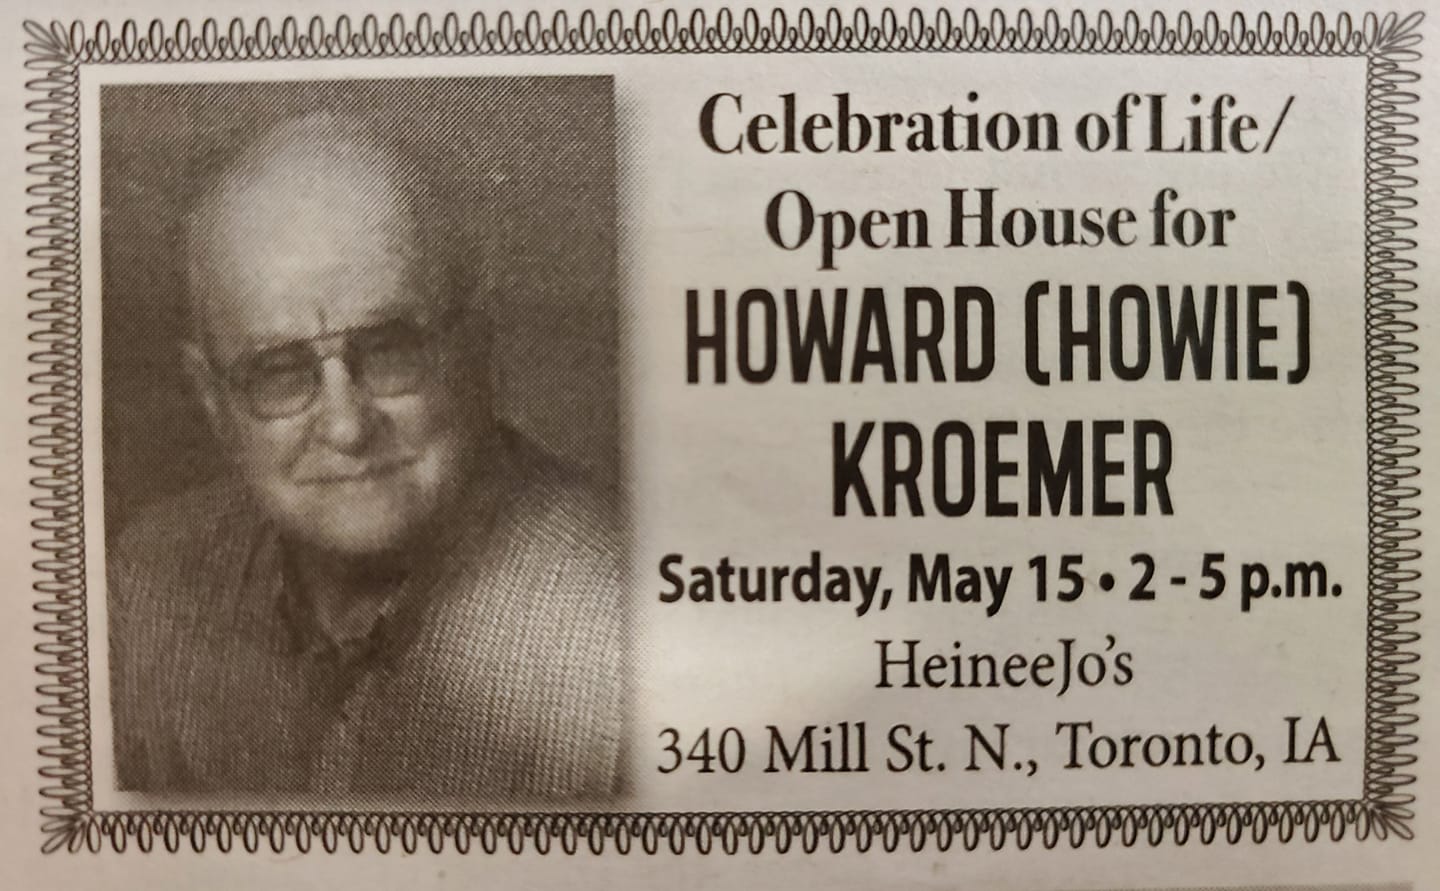 Celebration of Life/
Open House for
HOWARD (HOWIE)
KROEMER
Saturday, May 15 • 2 - 5 p.m.
HeineeJo's
340 Mill St. N., Toronto, IA